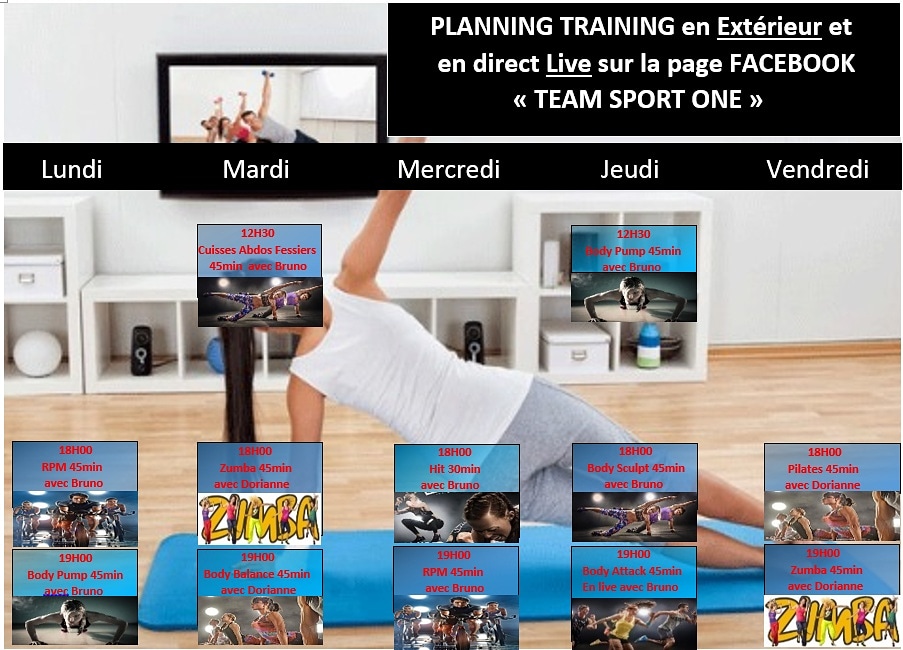 PLANNING TRAINING en Extérieur et
en direct Live sur la page FACEBOOK
« TEAM SPORT ONE »
Lundi
Mardi
Mercredi
Jeudi
Vendredi
12H30
Cuisses Abdos Fessiers
45min avec Bruno
12H30
Body Pump 45min
avec Bruno
18H00
RPM 45min
avec Bruno
18H00
Zumba 45min
avec Dorianne
ZUMBA
18H00
Hit 30min
avec Bruno
18H00
Body Sculpt 45min
avec Bruno
18H00
Pilates 45min
avec Dorianne
19H00
Body Pump 45min
avec Bruno
19H00
Body Balance 45min
avec Dorianne
19H00
RPM 45min
avec Bruno
19H00
Body Attack 45min
En live avec Bruno
19H00
Zumba 45min
avec Dorianne
ZUMBA